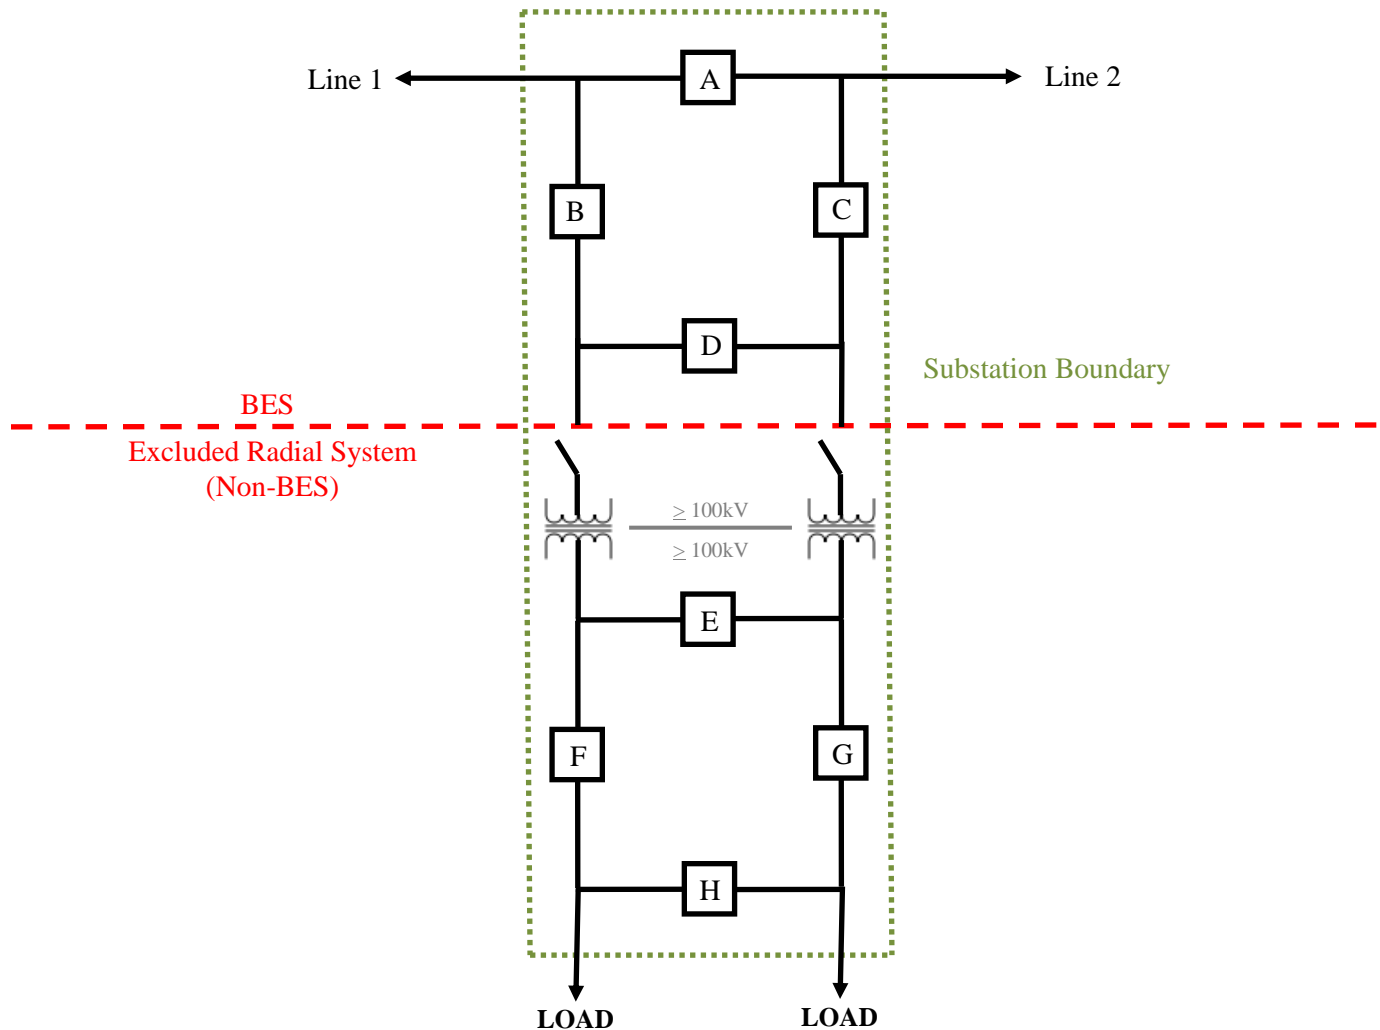 Line 1
A
Line 2
B
C
D
Substation Boundary
BES
Excluded Radial System
(Non-BES)
≥ 100kV
≥ 100kV
E
F
G
H
LOAD
LOAD